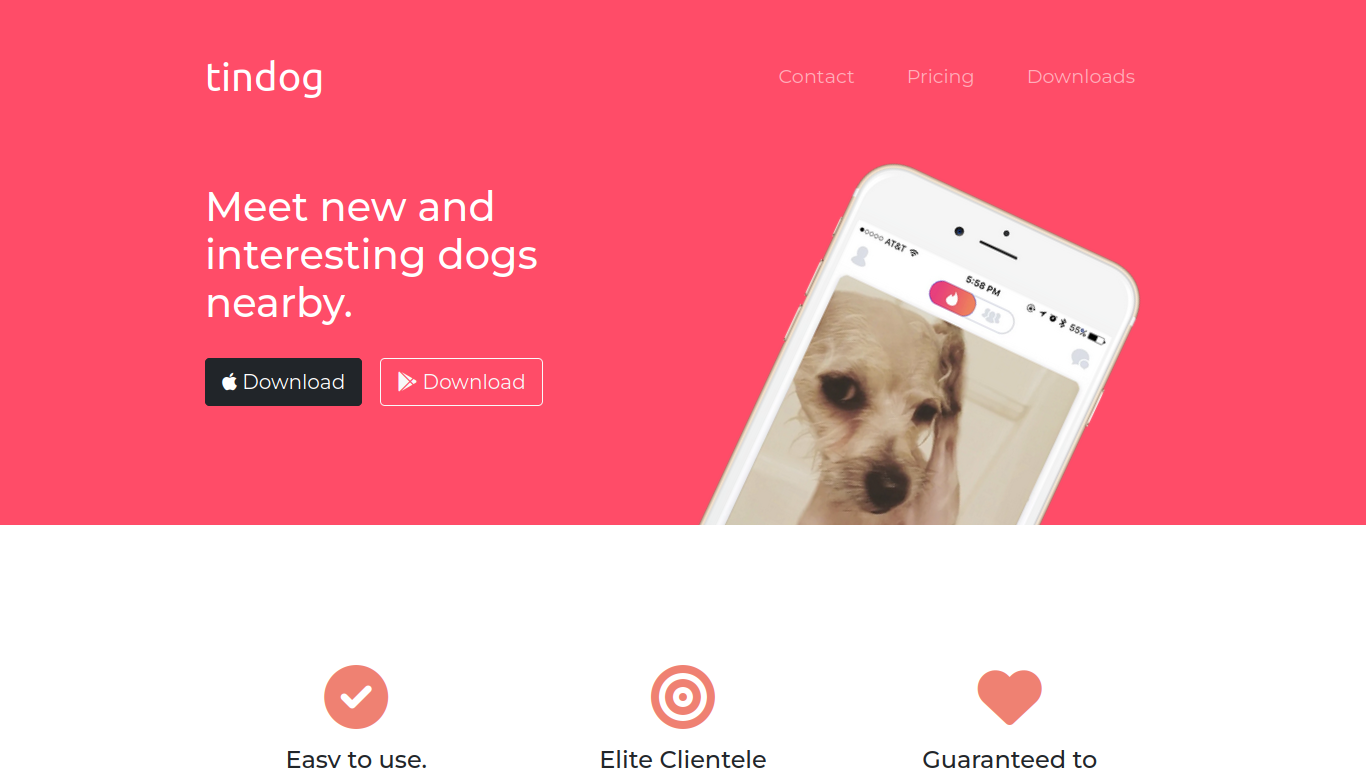 tindog
Contact Pricing Downloads
Meet new and
interesting dogs
nearby.
Download Download
AT&T 5:58 PM 55%
Easy to use. Elite Clientele Guaranteed to